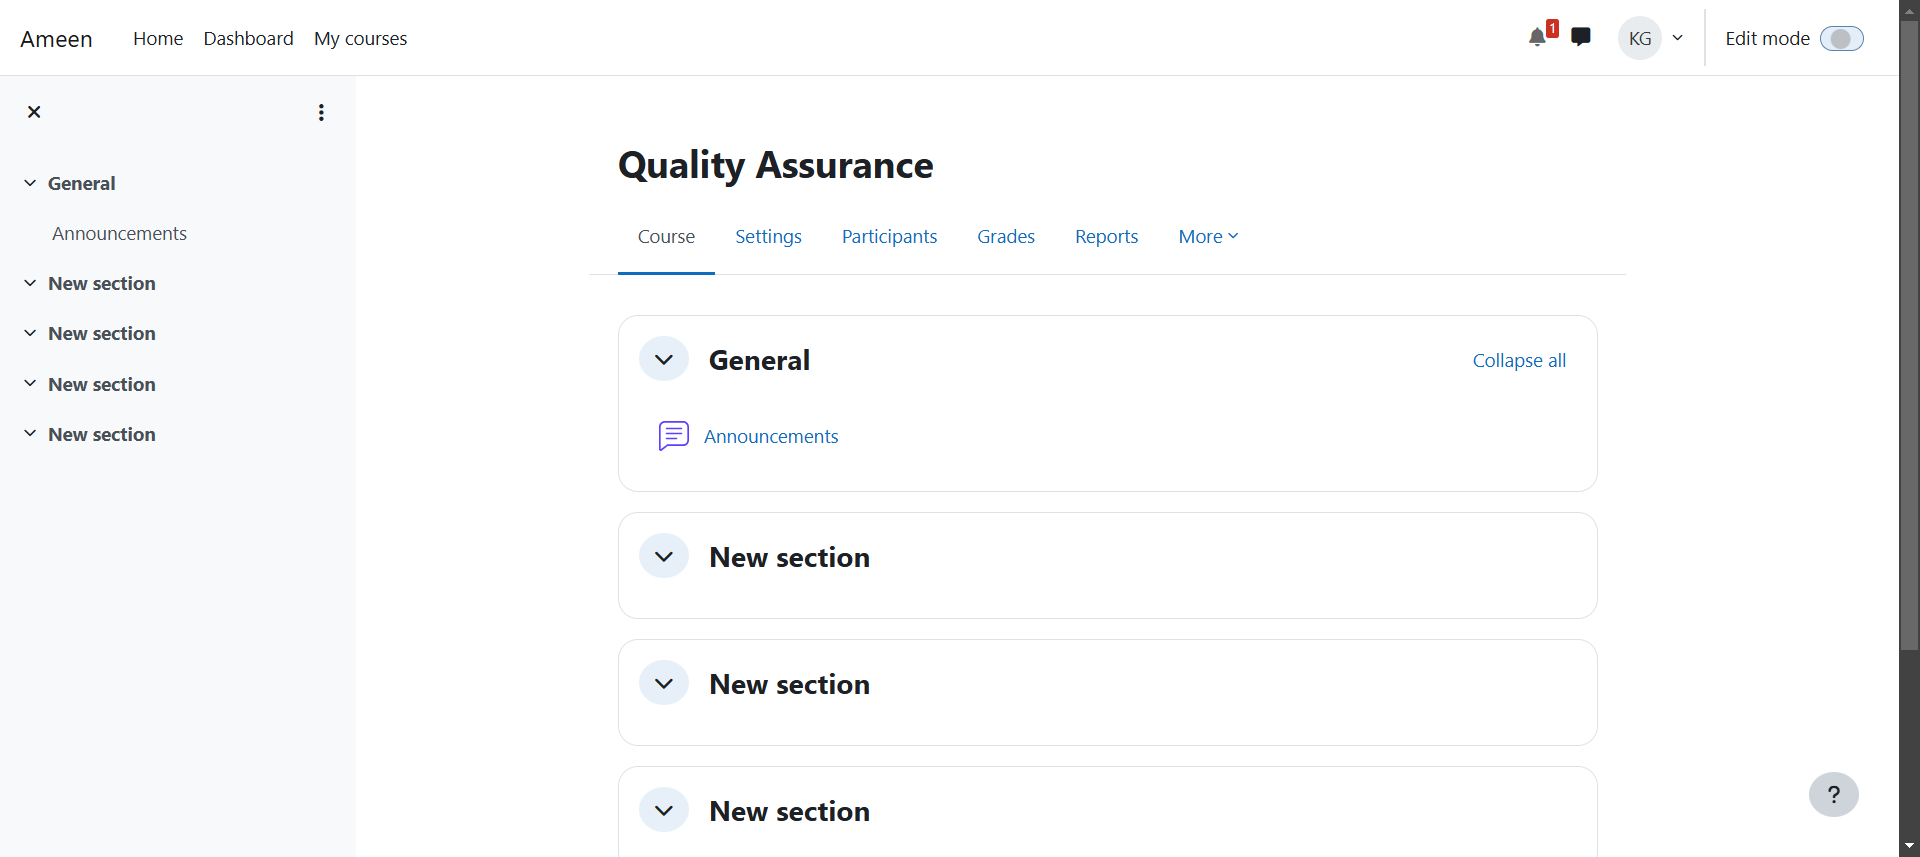 Ameen Home Dashboard My courses 1 KG Edit mode
General
Announcements
New section
New section
New section
New section
Quality Assurance
Course Settings Participants Grades Reports More
General Collapse all
Announcements
New section
New section
New section
?